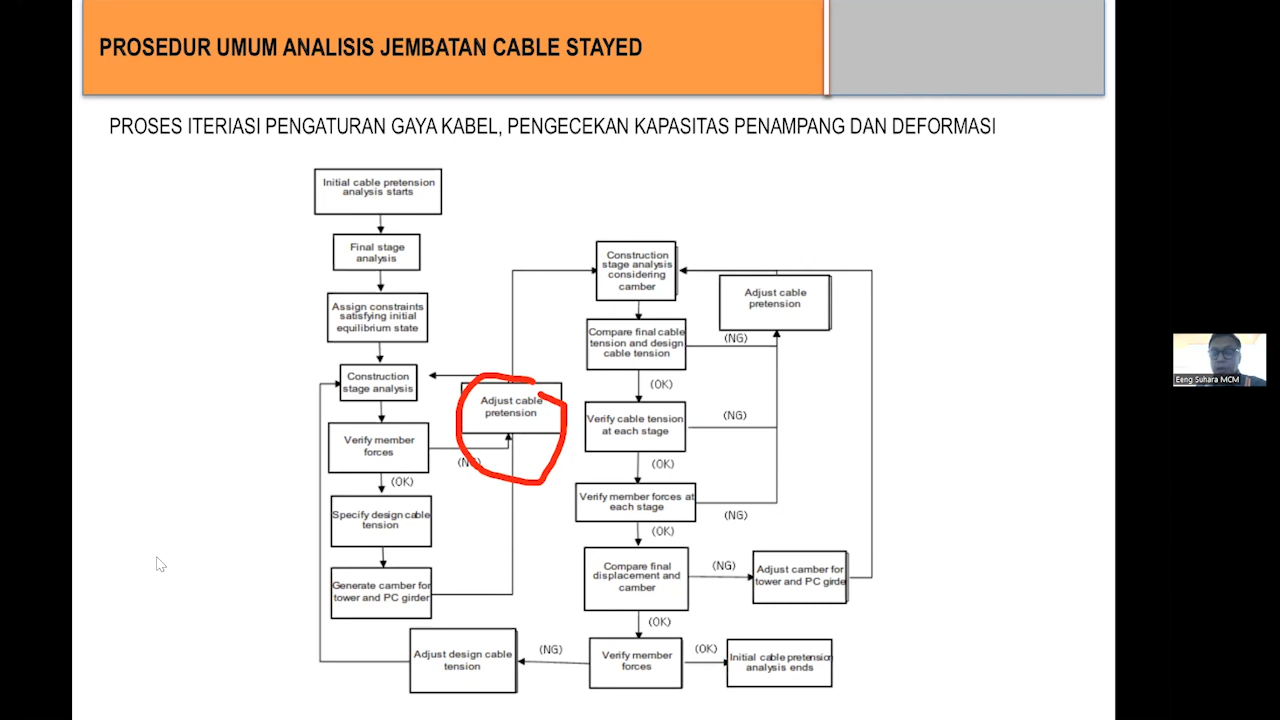 PROSEDUR UMUM ANALISIS JEMBATAN CABLE STAYED
PROSES ITERIASI PENGATURAN GAYA KABEL, PENGECEKAN KAPASITAS PENAMPANG DAN DEFORMASI
Initial cable pretension
analysis starts
Final stage
analysis
Assign constraints
satisfying initial
equilibrium state
Construction
stage analysis
Verify member
forces
(NG)
Adjust cable
pretension
(OK)
Specify design cable
tension
Generate camber for
tower and PC girder
Construction
stage analysis
considering
camber
Adjust cable
pretension
Compare final cable
tension and design
cable tension
(NG)
(OK)
Verify cable tension
at each stage
(NG)
(OK)
Verify member forces at
each stage
(NG)
(OK)
Compare final
displacement and
camber
(NG)
Adjust camber for
tower and PC girde
(OK)
Verify member
forces
(NG)
Adjust design cable
tension
(OK)
Initial cable pretension
analysis ends
Eeng Suhara MCM